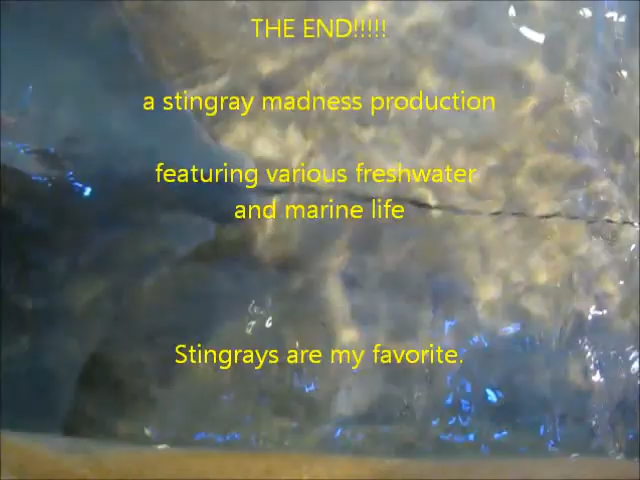 THE END!!!!!
a stingray madness production
featuring various freshwater
and marine life
Stingrays are my favorite.